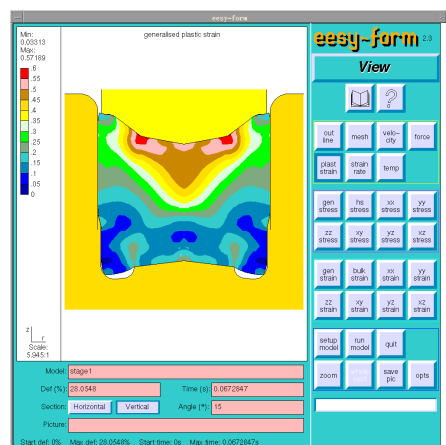 eesy-form
Min:
0.03313
Max:
0.57189
generalised plastic strain
.6
.55
.5
.45
.4
.35
.3
.25
.2
.15
.1
.05
0
z
r
Scale:
5.945:1
Model: stage1
Def (%): 28.0548 Time (s): 0.0672847
Section: Horizontal Vertical Angle (°): 15
Picture:
Start def: 0% Max def: 28.0548% Start time: 0s Max time: 0.0672847s
eesy-form 2.3
View
?
out line mesh velo- city force
plast strain strain rate temp
gen stress hs stress xx stress yy stress
zz stress xy stress yz stress xz stress
gen strain bulk strain xx strain yy strain
zz strain xy strain yz strain xz strain
setup model run model quit
zoom save pic opts